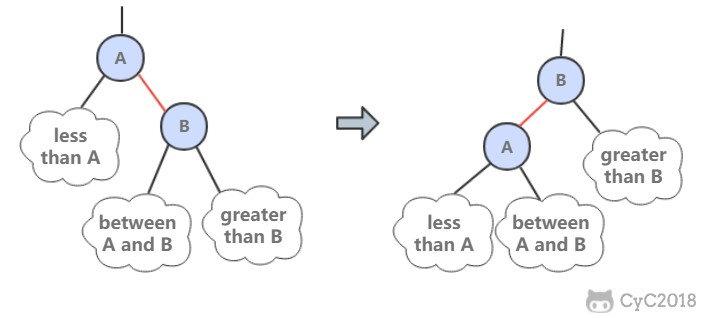 A
B
less
than A
between
A and B
greater
than B
B
A
greater
than B
less
than A
between
A and B
CyC2018